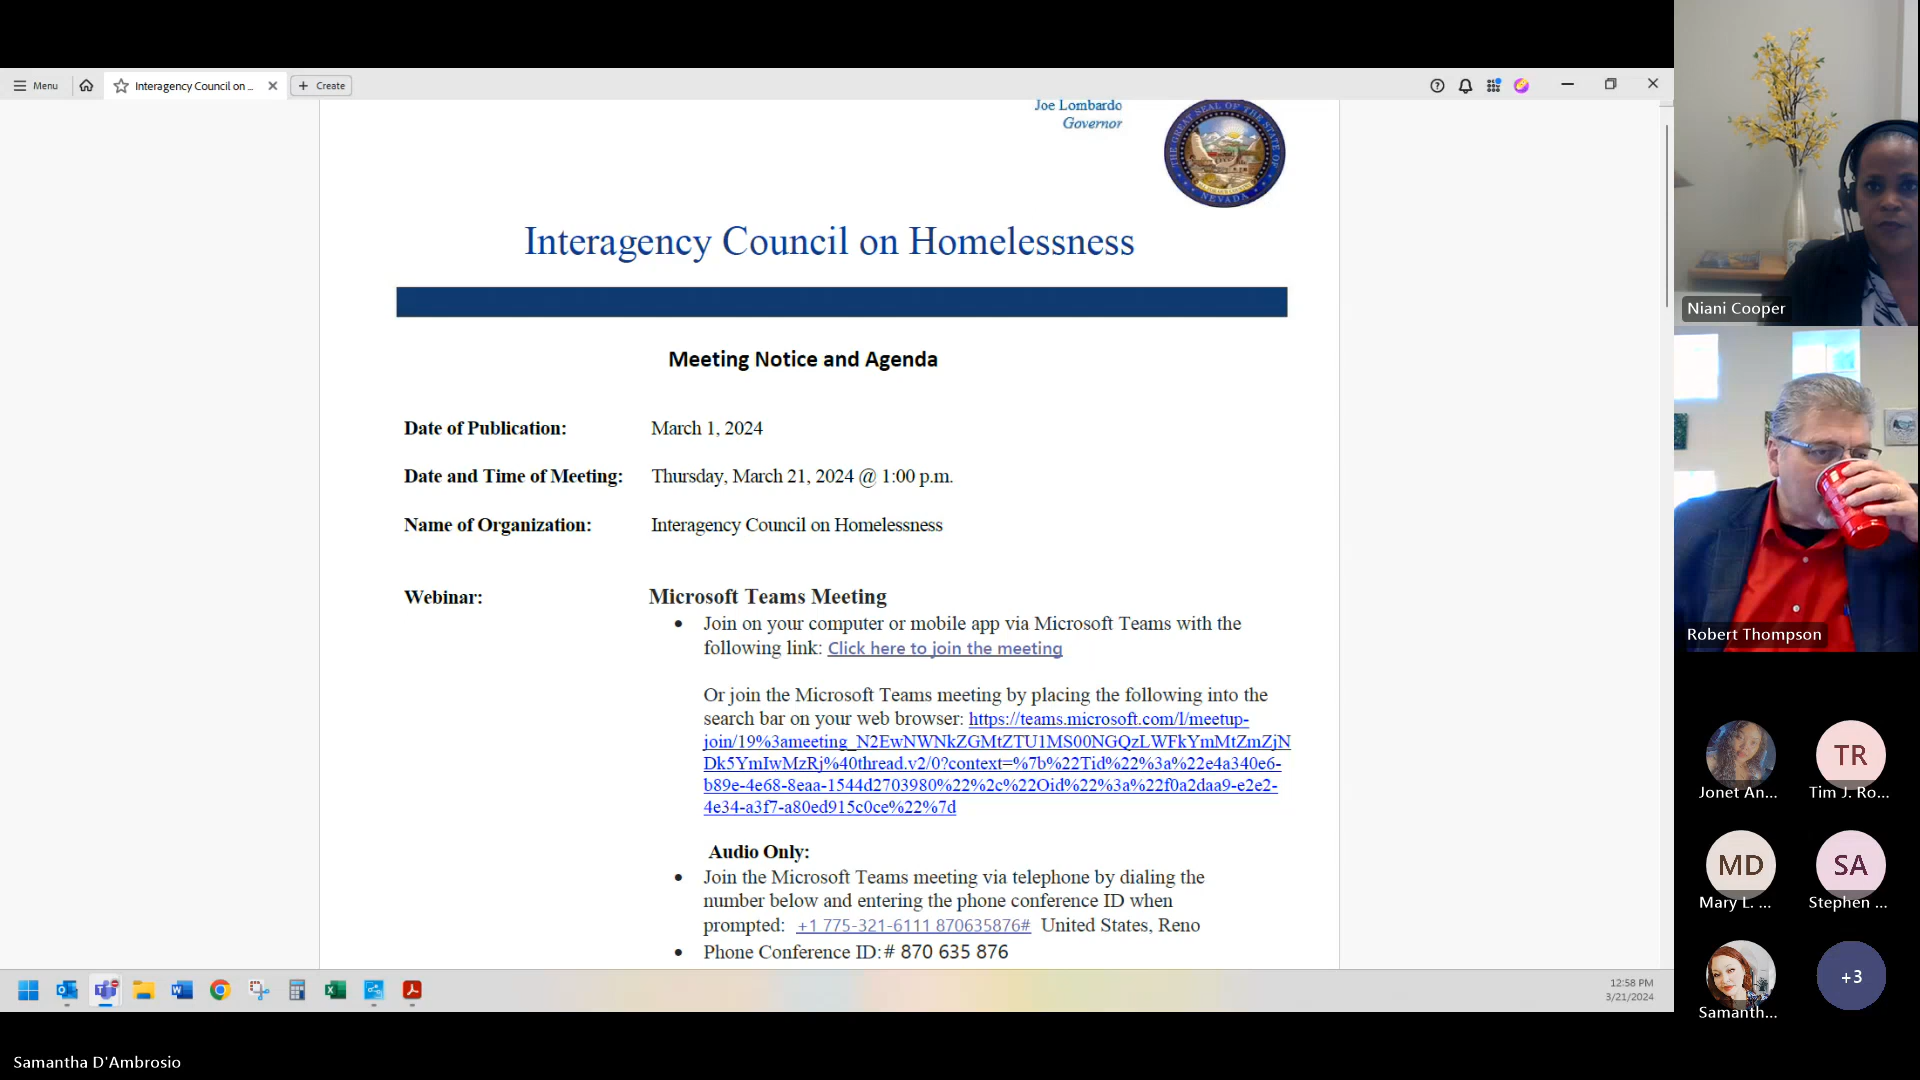 Menu
Interagency Council on ...
+ Create
Joe Lombardo
Governor
THE GREAT SEAL OF THE STATE OF
NEVADA
Interagency Council on Homelessness
Meeting Notice and Agenda
Date of Publication: March 1, 2024
Date and Time of Meeting: Thursday, March 21, 2024 @ 1:00 p.m.
Name of Organization: Interagency Council on Homelessness
Webinar: Microsoft Teams Meeting
• Join on your computer or mobile app via Microsoft Teams with the
following link: Click here to join the meeting
Or join the Microsoft Teams meeting by placing the following into the
search bar on your web browser: https://teams.microsoft.com/l/meetup-
join/19%3ameeting_N2EwNWNkZGMtZTU1MS00NGQzLWFkYmMtZmZjN
Dk5YmIwMzRj%40thread.v2/0?context=%7b%22Tid%22%3a%22e4a340e6-
b89e-4e68-8eaa-1544d2703980%22%2c%22Oid%22%3a%22f0a2daa9-e2e2-
4e34-a3f7-a80ed915c0ce%22%7d
Audio Only:
• Join the Microsoft Teams meeting via telephone by dialing the
number below and entering the phone conference ID when
prompted: +1 775-321-6111 870635876# United States, Reno
• Phone Conference ID:# 870 635 876
12:58 PM
3/21/2024
Niani Cooper
Robert Thompson
TR
Jonet An...
Tim J. Ro...
MD
SA
Mary L. ...
Stephen ...
+3
Samanth...
Samantha D'Ambrosio